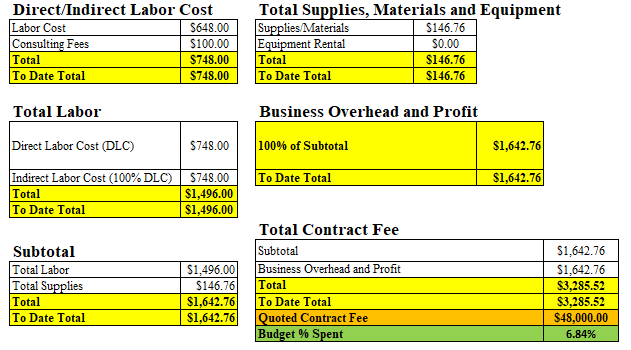 Direct/Indirect Labor Cost
Labor Cost $648.00
Consulting Fees $100.00
Total $748.00
To Date Total $748.00
Total Supplies, Materials and Equipment
Supplies/Materials $146.76
Equipment Rental $0.00
Total $146.76
To Date Total $146.76
Total Labor
Direct Labor Cost (DLC) $748.00
Indirect Labor Cost (100% DLC) $748.00
Total $1,496.00
To Date Total $1,496.00
Business Overhead and Profit
100% of Subtotal $1,642.76
To Date Total $1,642.76
Subtotal
Total Labor $1,496.00
Total Supplies $146.76
Total $1,642.76
To Date Total $1,642.76
Total Contract Fee
Subtotal $1,642.76
Business Overhead and Profit $1,642.76
Total $3,285.52
To Date Total $3,285.52
Quoted Contract Fee $48,000.00
Budget % Spent 6.84%